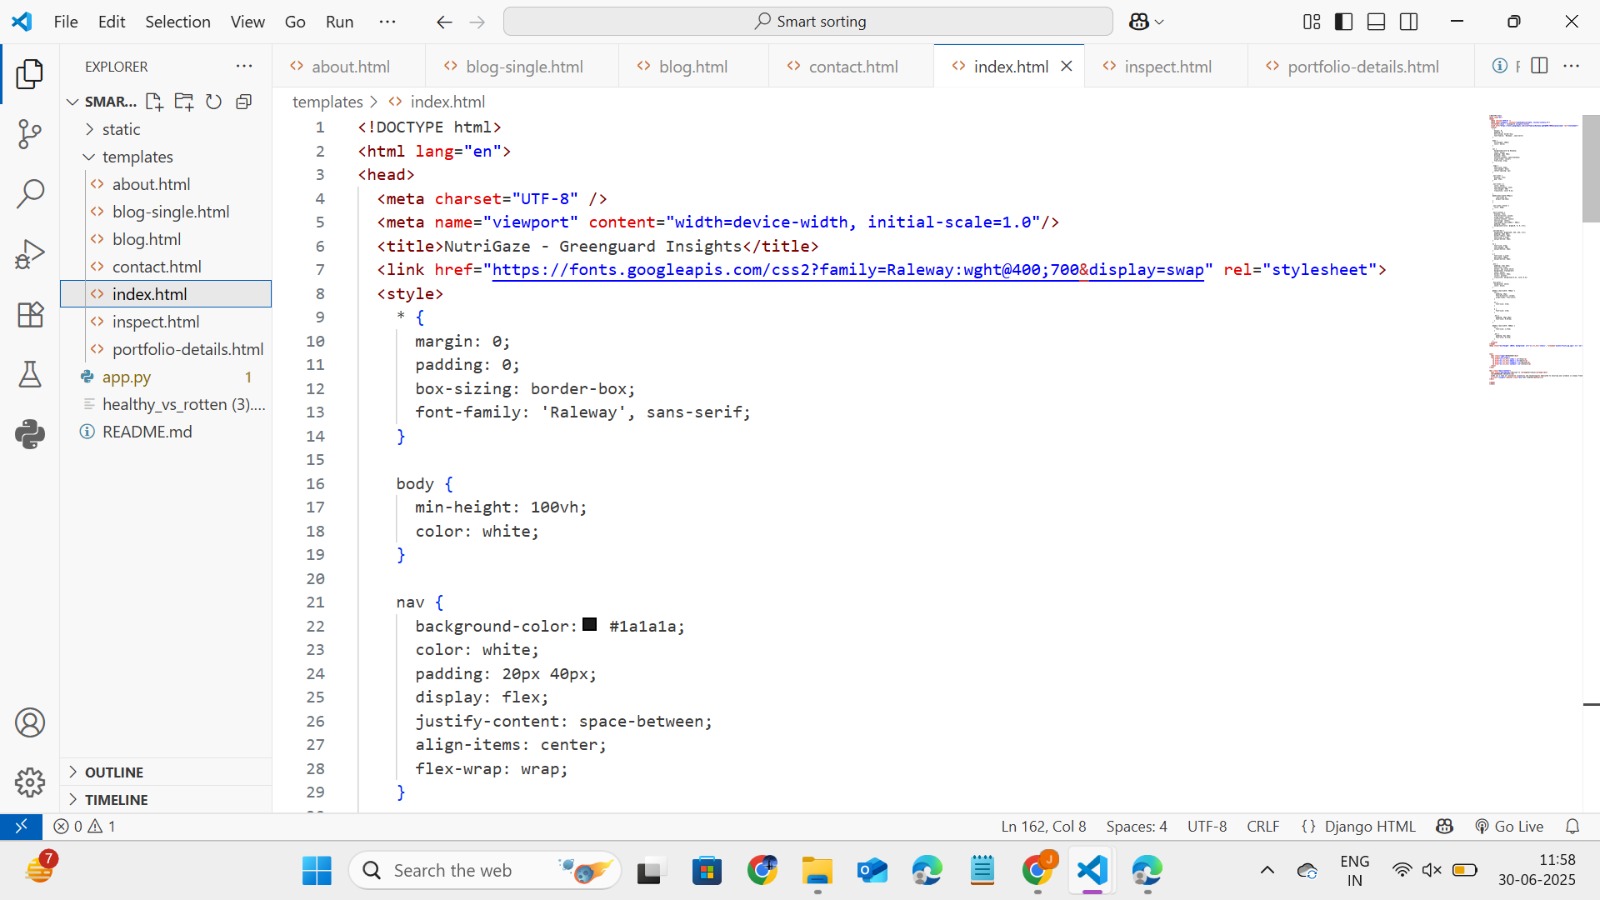 File Edit Selection View Go Run ··· Smart sorting
EXPLORER ···
about.html blog-single.html blog.html contact.html index.html inspect.html portfolio-details.html
SMAR...
static
templates
about.html
blog-single.html
blog.html
contact.html
index.html
inspect.html
portfolio-details.html
app.py 1
healthy_vs_rotten (3)....
README.md
OUTLINE
TIMELINE
templates > index.html
1 <!DOCTYPE html>
2 <html lang="en">
3 <head>
4 <meta charset="UTF-8" />
5 <meta name="viewport" content="width=device-width, initial-scale=1.0"/>
6 <title>NutriGaze - Greenguard Insights</title>
7 <link href="https://fonts.googleapis.com/css2?family=Raleway:wght@400;700&display=swap" rel="stylesheet">
8 <style>
9 * {
10 margin: 0;
11 padding: 0;
12 box-sizing: border-box;
13 font-family: 'Raleway', sans-serif;
14 }
15
16 body {
17 min-height: 100vh;
18 color: white;
19 }
20
21 nav {
22 background-color: #1a1a1a;
23 color: white;
24 padding: 20px 40px;
25 display: flex;
26 justify-content: space-between;
27 align-items: center;
28 flex-wrap: wrap;
29 }
0 1 Ln 162, Col 8 Spaces: 4 UTF-8 CRLF {} Django HTML Go Live
7 Search the web J ENG
IN
11:58
30-06-2025